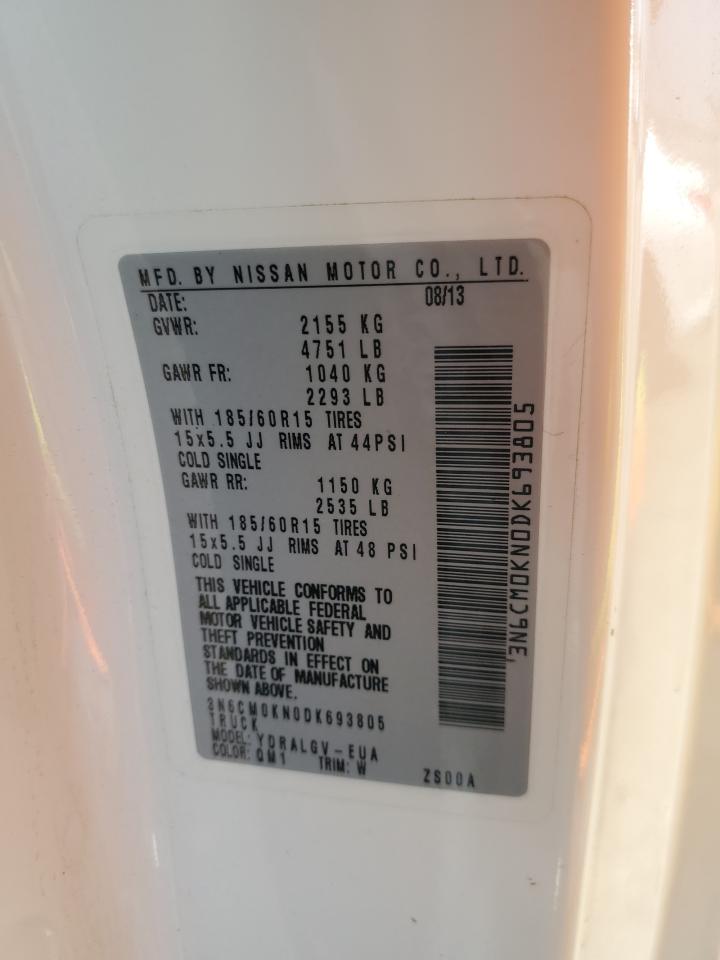 MFD. BY NISSAN MOTOR CO., LTD.
DATE: 08/13
GVWR: 2155 KG
4751 LB
GAWR FR: 1040 KG
2293 LB
WITH 185/60R15 TIRES
15x5.5 JJ RIMS AT 44PSI
COLD SINGLE
GAWR RR: 1150 KG
2535 LB
WITH 185/60R15 TIRES
15x5.5 JJ RIMS AT 48 PSI
COLD SINGLE
THIS VEHICLE CONFORMS TO
ALL APPLICABLE FEDERAL
MOTOR VEHICLE SAFETY AND
THEFT PREVENTION
STANDARDS IN EFFECT ON
THE DATE OF MANUFACTURE
SHOWN ABOVE.
3N6CM0KN0DK693805
TRUCK
MODEL: YDRALGV-EUA
COLOR: QM1 TRIM: W ZS00A
3N6CM0KN0DK693805